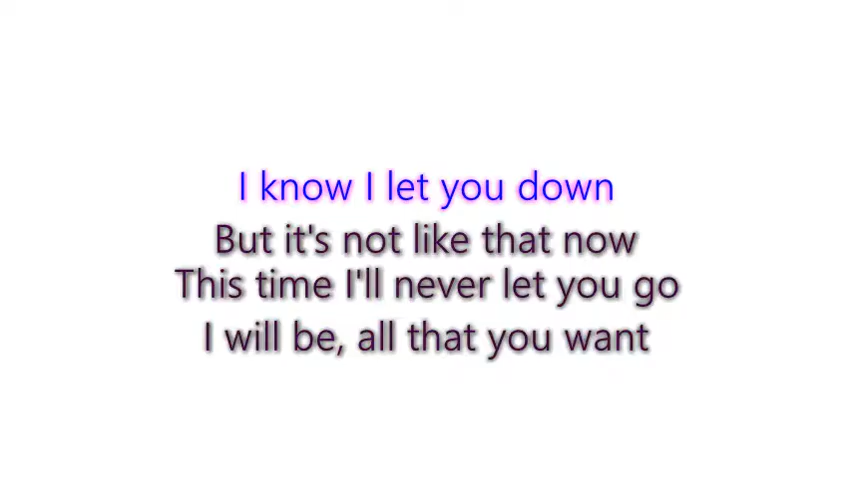 I know I let you down
But it's not like that now
This time I'll never let you go
I will be, all that you want